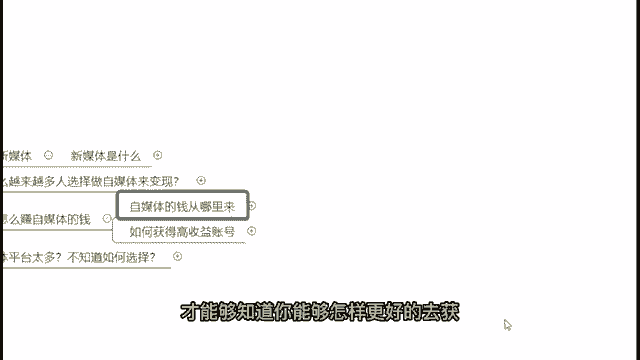 新媒体 新媒体是什么
么越来越多人选择做自媒体来变现？
自媒体的钱从哪里来
怎么赚自媒体的钱
如何获得高收益账号
体平台太多？不知道如何选择？
才能够知道你能够怎样更好的去获